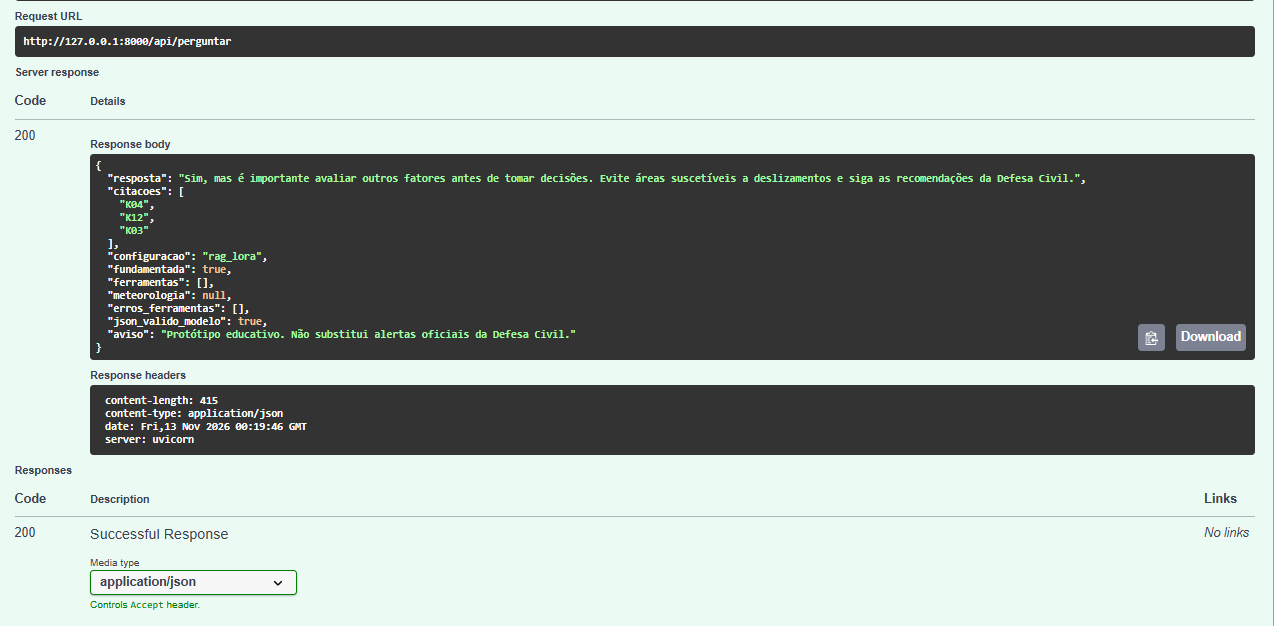 Request URL
http://127.0.0.1:8000/api/perguntar
Server response
Code Details
200
Response body
{
"resposta": "Sim, mas é importante avaliar outros fatores antes de tomar decisões. Evite áreas suscetíveis a deslizamentos e siga as recomendações da Defesa Civil.",
"citacoes": [
"K04",
"K12",
"K03"
],
"configuracao": "rag_lora",
"fundamentada": true,
"ferramentas": [],
"meteorologia": null,
"erros_ferramentas": [],
"json_valido_modelo": true,
"aviso": "Protótipo educativo. Não substitui alertas oficiais da Defesa Civil."
}
Download
Response headers
content-length: 415
content-type: application/json
date: Fri,13 Nov 2026 00:19:46 GMT
server: uvicorn
Responses
Code Description Links
200 Successful Response No links
Media type
application/json
Controls Accept header.